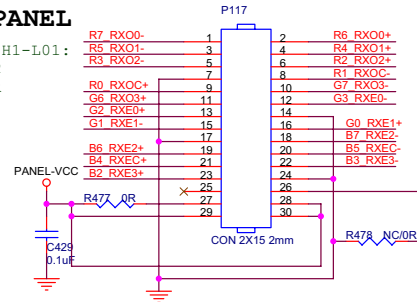 PANEL
P117
H1-L01:
R7_RXO0- 1 2 R6_RXO0+
R5_RXO1- 3 4 R4_RXO1+
R3_RXO2- 5 6 R2_RXO2+
7 8 R1_RXOC-
R0_RXOC+ 9 10 G7_RXO3-
G6_RXO3+ 11 12 G3_RXE0-
G2_RXE0+ 13 14
G1_RXE1- 15 16 G0_RXE1+
17 18 B7_RXE2-
B6_RXE2+ 19 20 B5_RXEC-
B4_RXEC+ 21 22 B3_RXE3-
B2_RXE3+ 23 24
PANEL-VCC
25 26
R477 0R 27 28
29 30
CON 2X15 2mm
R478 NC/0R
C429
0.1uF